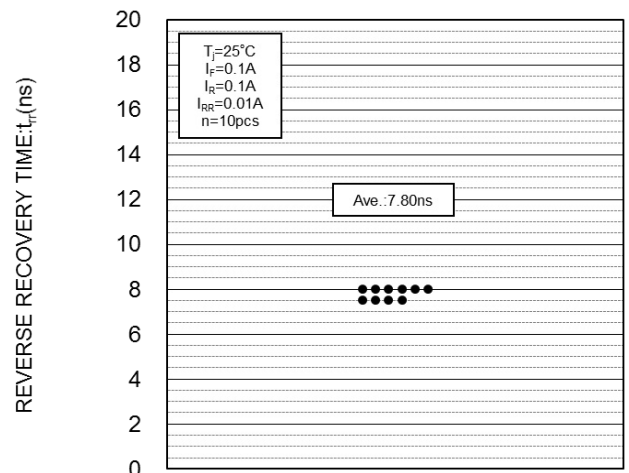 REVERSE RECOVERY TIME:trr(ns)
20
18
16
14
12
10
8
6
4
2
0
Tj=25°C
IF=0.1A
IR=0.1A
IRR=0.01A
n=10pcs
Ave.:7.80ns